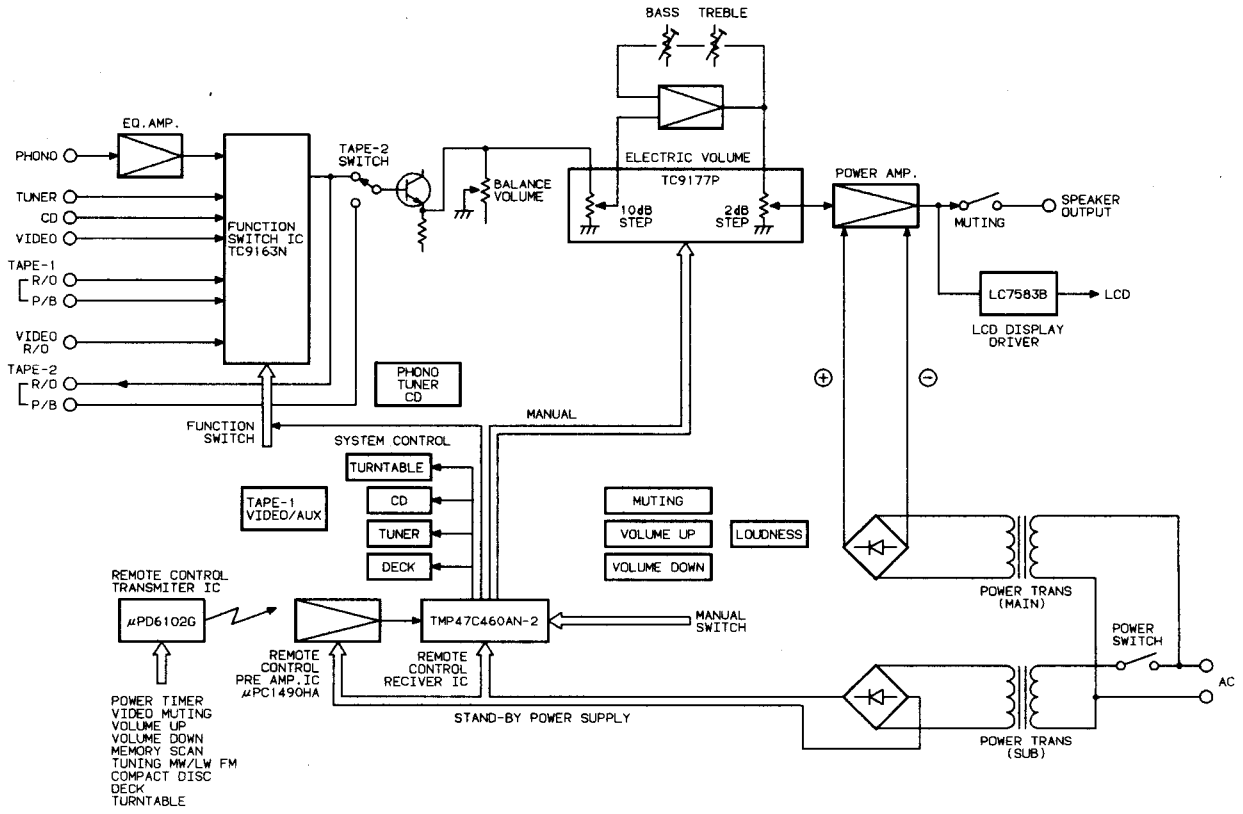 BASS TREBLE
EQ.AMP.
PHONO
TUNER
CD
VIDEO
TAPE-1
R/O
P/B
VIDEO
R/O
TAPE-2
R/O
P/B
FUNCTION
SWITCH IC
TC9163N
TAPE-2
SWITCH
BALANCE
VOLUME
ELECTRIC VOLUME
TC9177P
10dB
STEP
2dB
STEP
POWER AMP.
MUTING
SPEAKER
OUTPUT
LC7583B
LCD
LCD DISPLAY
DRIVER
+
−
PHONO
TUNER
CD
FUNCTION
SWITCH
MANUAL
SYSTEM CONTROL
TURNTABLE
CD
TUNER
DECK
TAPE-1
VIDEO/AUX
MUTING
VOLUME UP
VOLUME DOWN
LOUDNESS
REMOTE CONTROL
TRANSMITER IC
μPD6102G
REMOTE
CONTROL
PRE AMP.IC
μPC1490HA
TMP47C460AN-2
REMOTE
CONTROL
RECIVER IC
MANUAL
SWITCH
STAND-BY POWER SUPPLY
POWER TRANS
(MAIN)
POWER
SWITCH
AC
POWER TRANS
(SUB)
POWER TIMER
VIDEO MUTING
VOLUME UP
VOLUME DOWN
MEMORY SCAN
TUNING MW/LW FM
COMPACT DISC
DECK
TURNTABLE